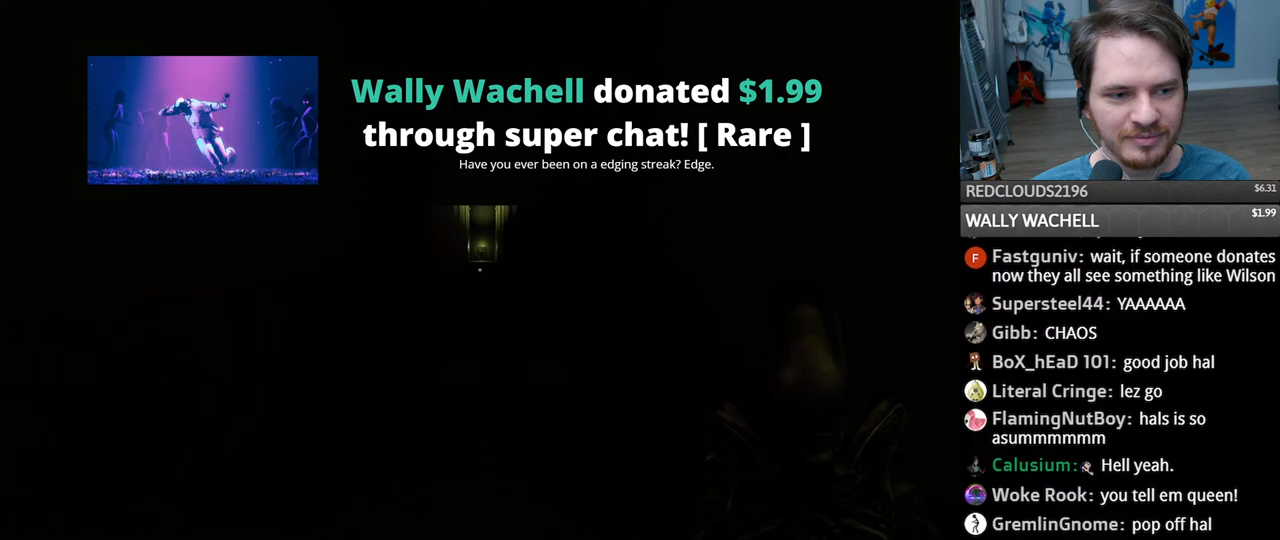 Wally Wachell donated $1.99
through super chat! [ Rare ]
Have you ever been on a edging streak? Edge.
REDCLOUDS2196 $6.31
WALLY WACHELL $1.99
F Fastguniv: wait, if someone donates
now they all see something like Wilson
Supersteel44: YAAAAAA
Gibb: CHAOS
BoX_hEaD 101: good job hal
Literal Cringe: lez go
FlamingNutBoy: hals is so
asummmmmm
Calusium: Hell yeah.
Woke Rook: you tell em queen!
GremlinGnome: pop off hal